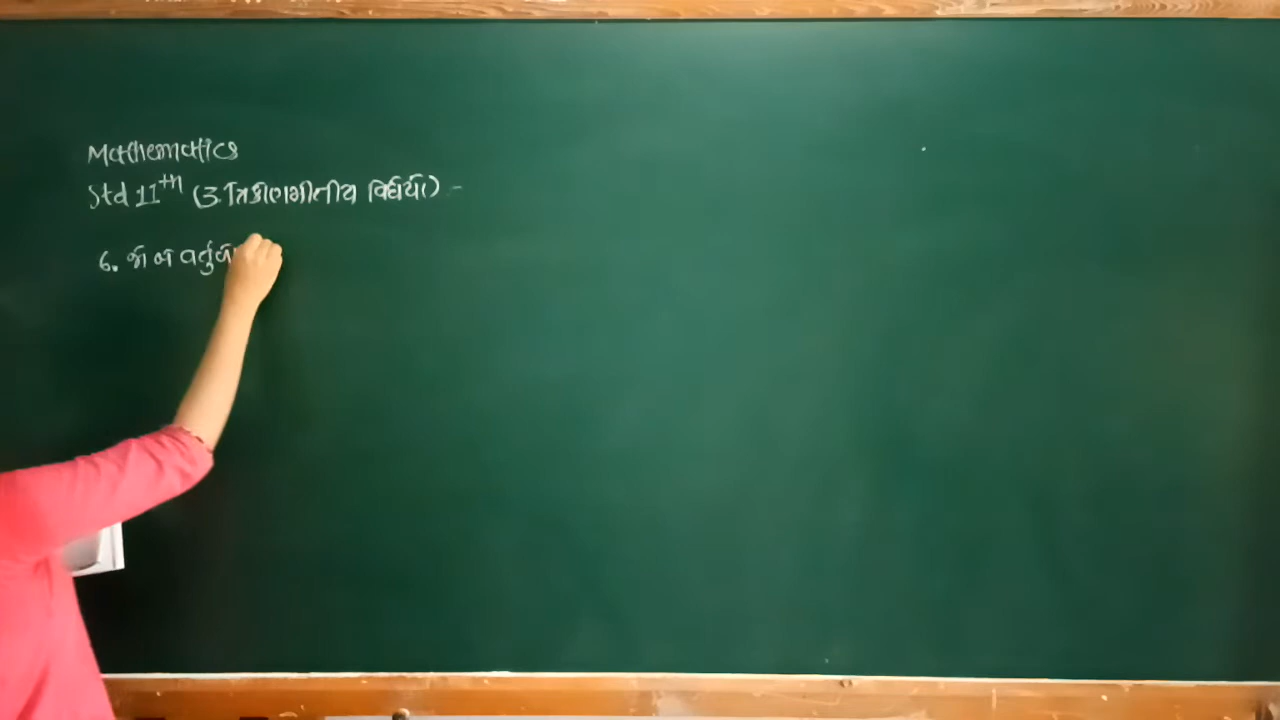 Mathematics
Std 11th (3. ત્રિકોણમીતીય વિધેયો) -
6. જો બે વર્તુળ